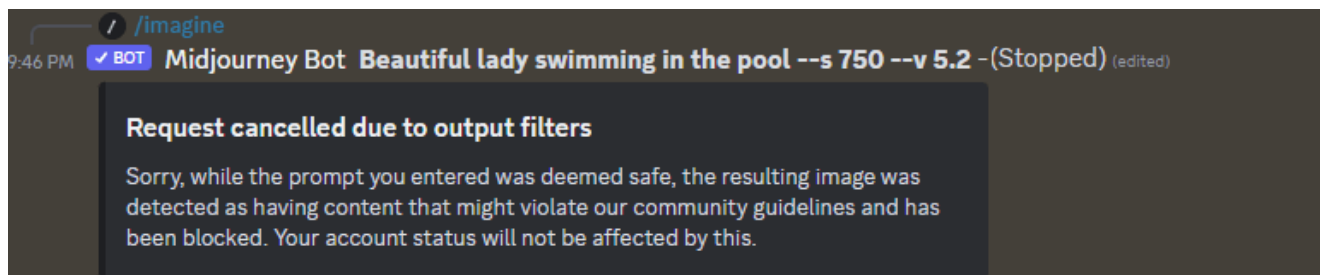 /imagine
9:46 PM ✓ BOT Midjourney Bot Beautiful lady swimming in the pool --s 750 --v 5.2 -(Stopped) (edited)
Request cancelled due to output filters
Sorry, while the prompt you entered was deemed safe, the resulting image was
detected as having content that might violate our community guidelines and has
been blocked. Your account status will not be affected by this.